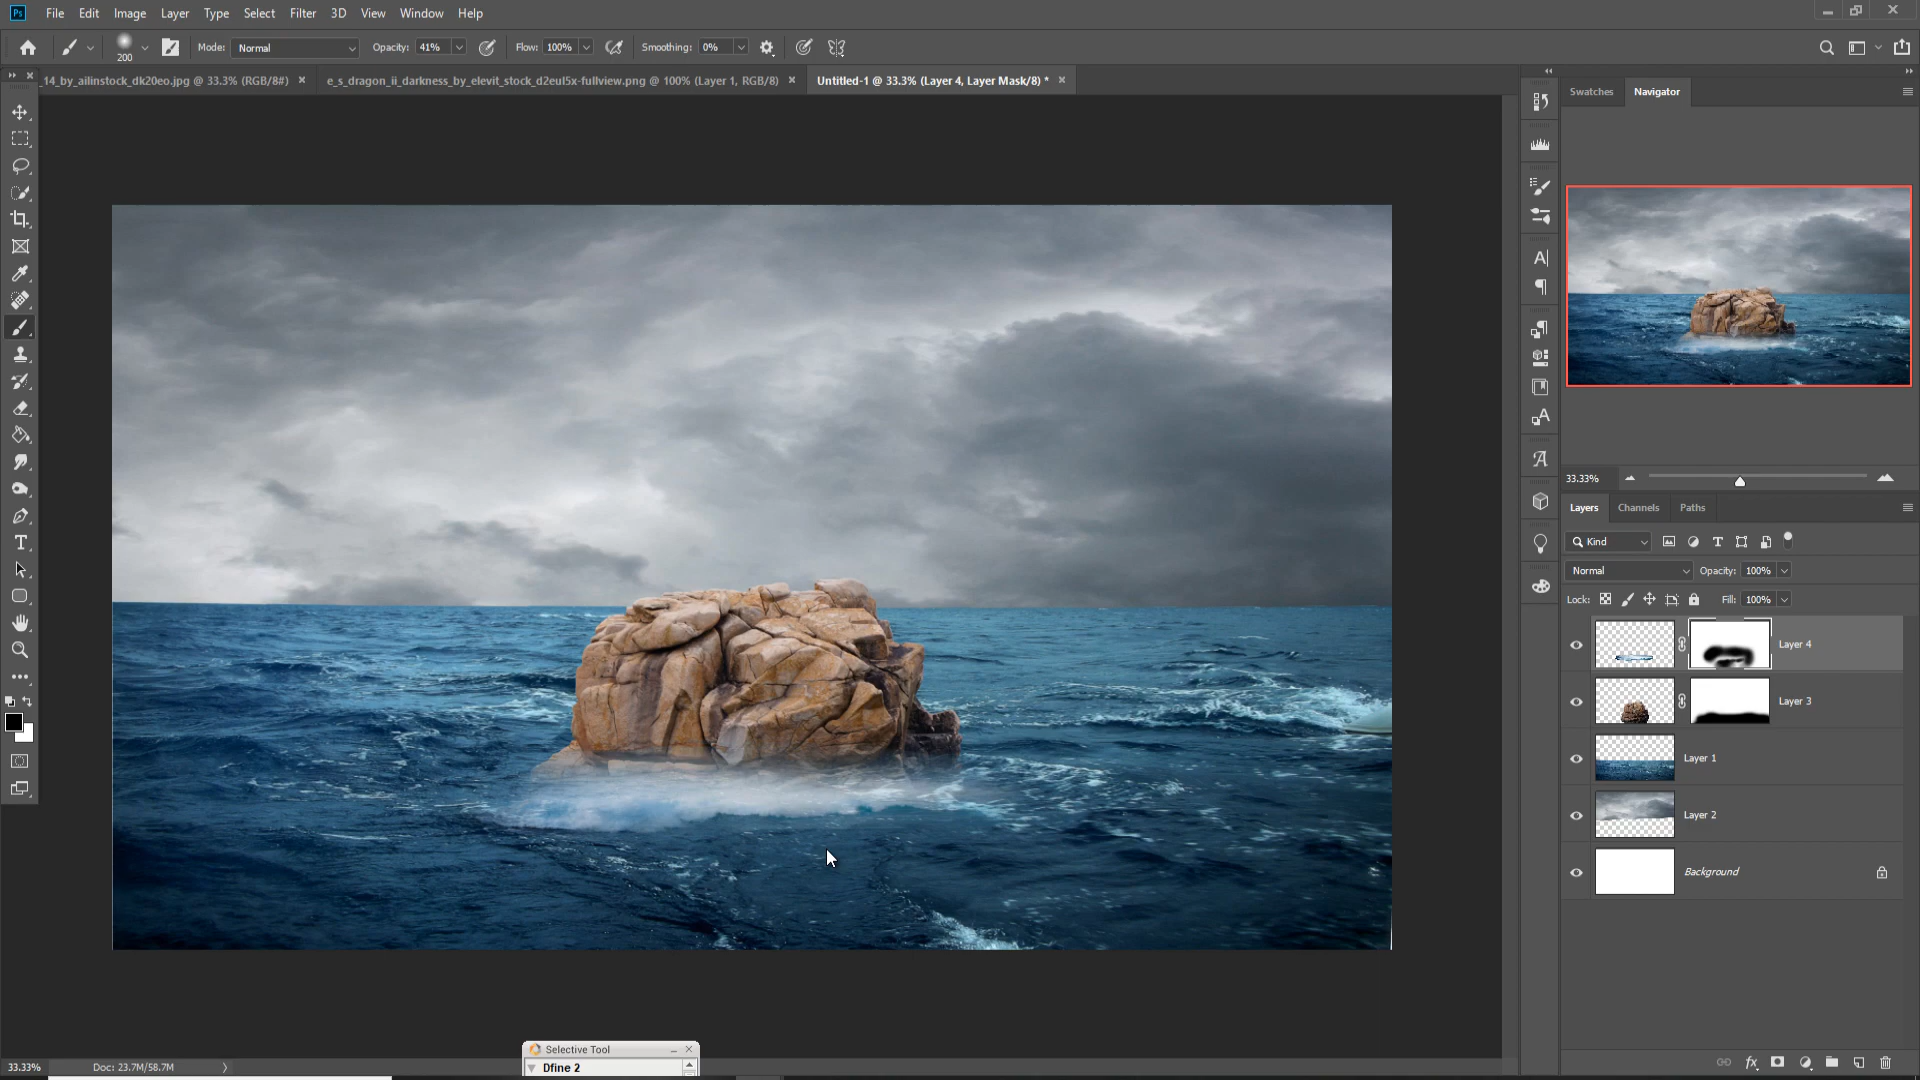 Ps File Edit Image Layer Type Select Filter 3D View Window Help
200 Mode: Normal Opacity: 41% Flow: 100% Smoothing: 0%
_14_by_ailinstock_dk20eo.jpg @ 33.3% (RGB/8#) × e_s_dragon_ii_darkness_by_elevit_stock_d2eul5x-fullview.png @ 100% (Layer 1, RGB/8) × Untitled-1 @ 33.3% (Layer 4, Layer Mask/8) * ×
Swatches Navigator
33.33%
Layers Channels Paths
Kind
Normal Opacity: 100%
Lock: Fill: 100%
Layer 4
Layer 3
Layer 1
Layer 2
Background
Selective Tool
Dfine 2
33.33% Doc: 23.7M/58.7M